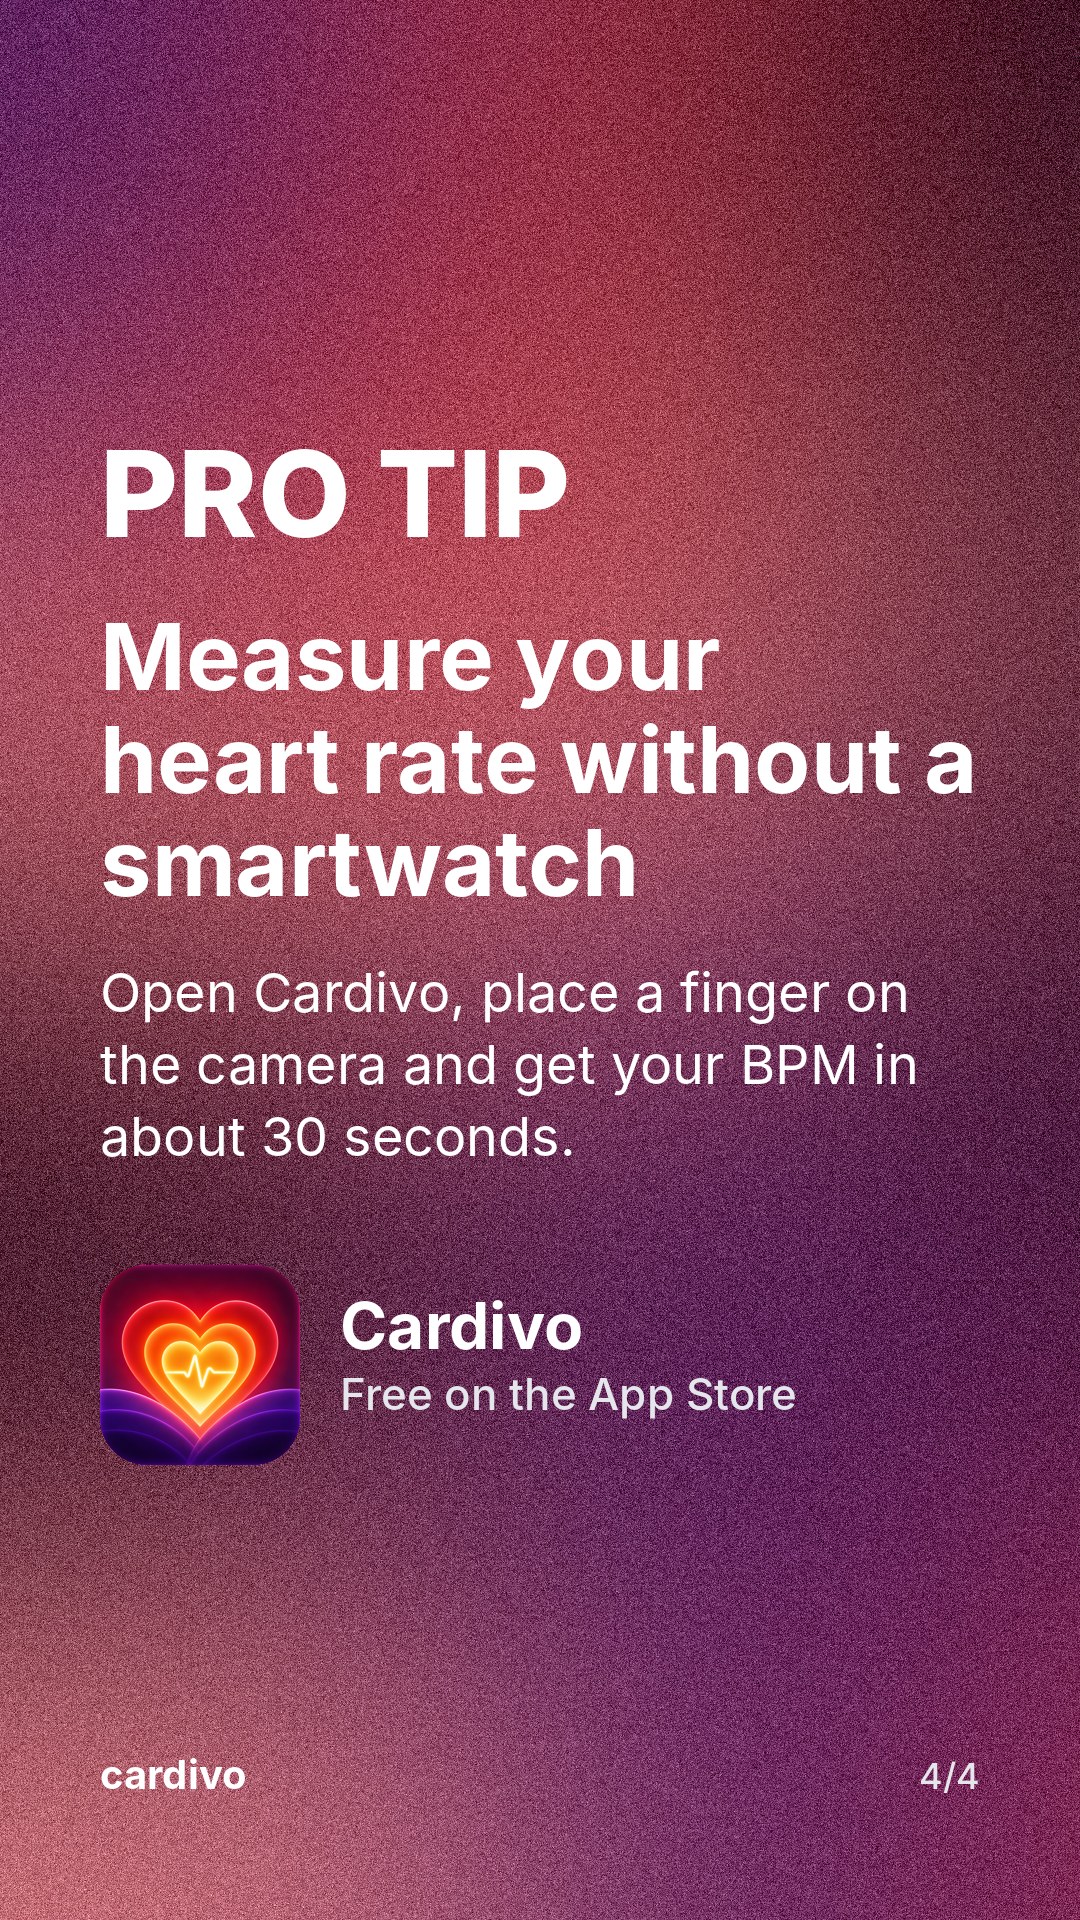 PRO TIP
Measure your
heart rate without a
smartwatch
Open Cardivo, place a finger on
the camera and get your BPM in
about 30 seconds.
Cardivo
Free on the App Store
cardivo
4/4